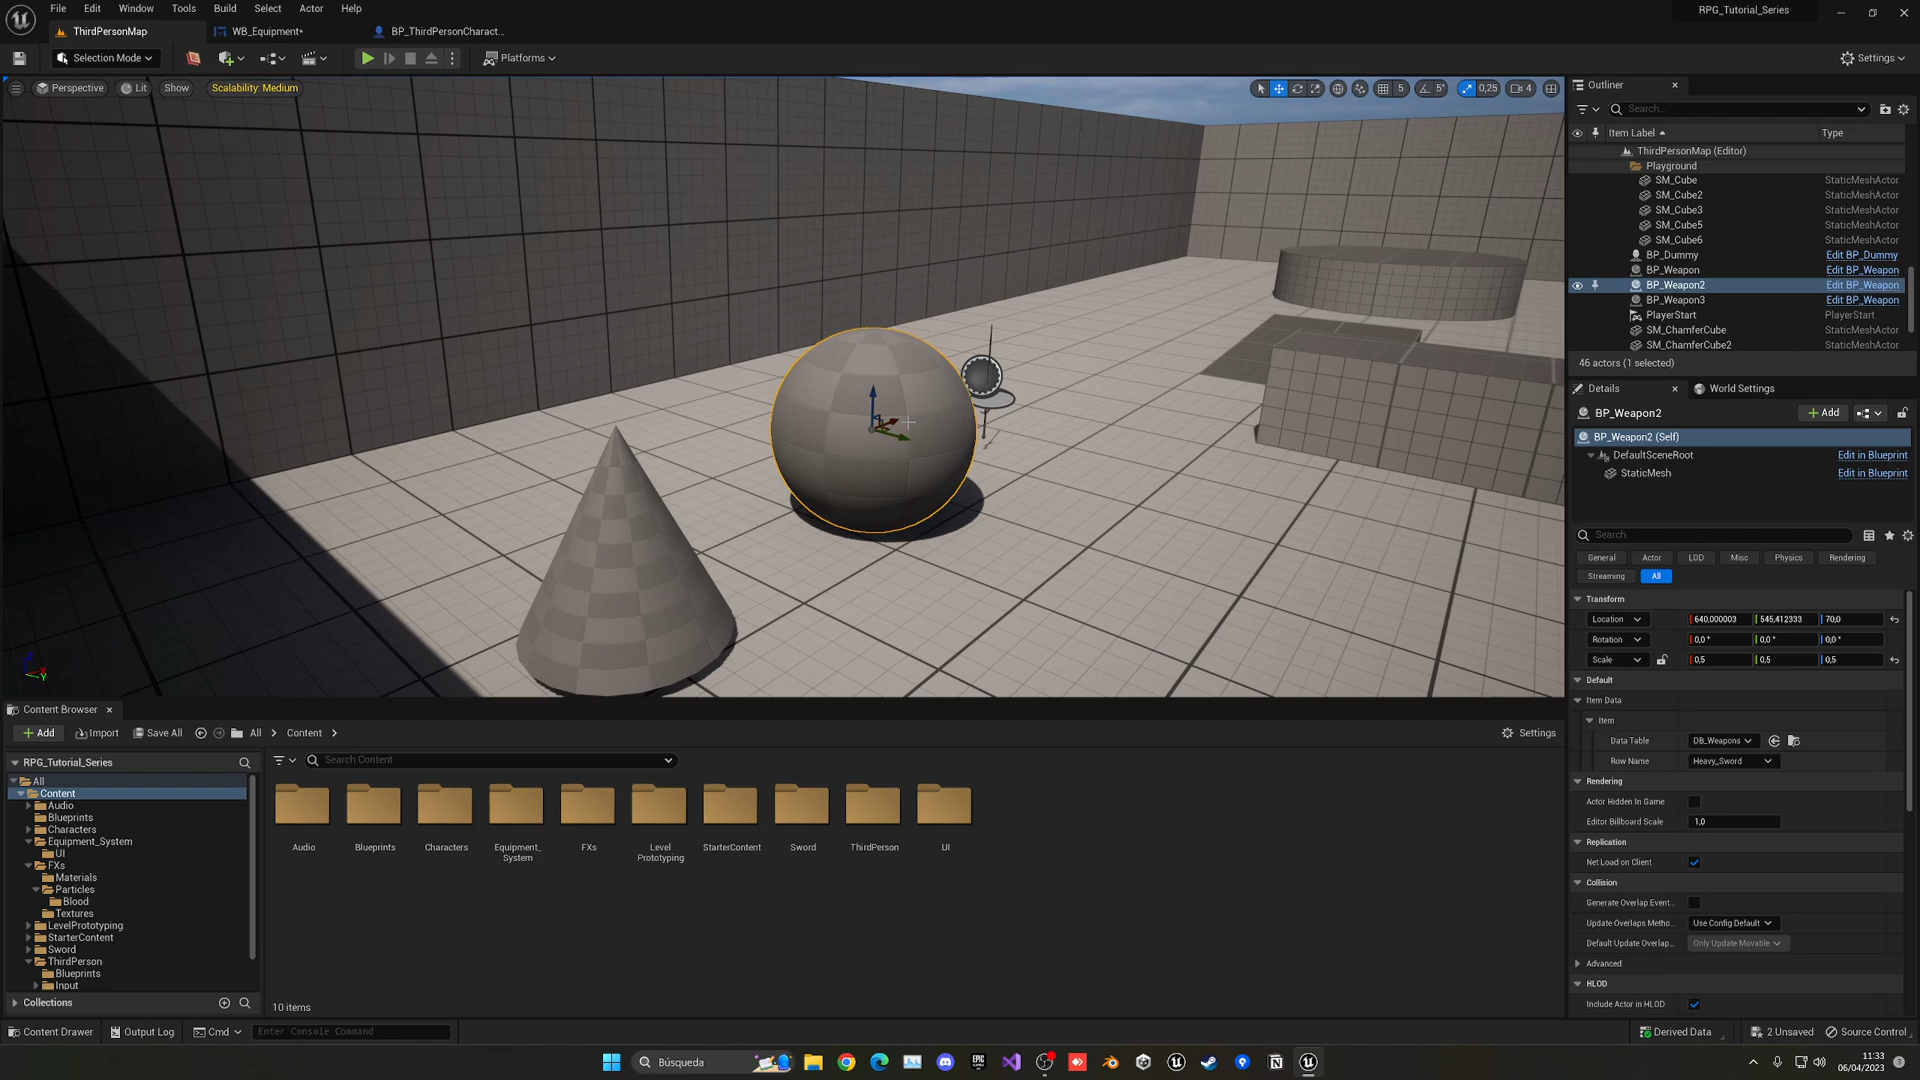 File Edit Window Tools Build Select Actor Help
RPG_Tutorial_Series
ThirdPersonMap
WB_Equipment*
BP_ThirdPersonCharact...
Selection Mode
Platforms
Settings
Perspective
Lit
Show
Scalability: Medium
5
5°
0,25
4
Outliner
Search...
Item Label
Type
ThirdPersonMap (Editor)
Playground
SM_Cube StaticMeshActor
SM_Cube2 StaticMeshActor
SM_Cube3 StaticMeshActor
SM_Cube5 StaticMeshActor
SM_Cube6 StaticMeshActor
BP_Dummy Edit BP_Dummy
BP_Weapon Edit BP_Weapon
BP_Weapon2 Edit BP_Weapon
BP_Weapon3 Edit BP_Weapon
PlayerStart PlayerStart
SM_ChamferCube StaticMeshActor
SM_ChamferCube2 StaticMeshActor
46 actors (1 selected)
Details
World Settings
BP_Weapon2
Add
BP_Weapon2 (Self)
DefaultSceneRoot Edit in Blueprint
StaticMesh Edit in Blueprint
Search
General Actor LOD Misc Physics Rendering
Streaming All
Transform
Location 640,000003 545,412333 70,0
Rotation 0,0 ° 0,0 ° 0,0 °
Scale 0,5 0,5 0,5
Default
Item Data
Item
Data Table DB_Weapons
Row Name Heavy_Sword
Rendering
Actor Hidden In Game
Editor Billboard Scale 1,0
Replication
Net Load on Client
Collision
Generate Overlap Event...
Update Overlaps Metho... Use Config Default
Default Update Overlap... Only Update Movable
Advanced
HLOD
Include Actor in HLOD
Content Browser
Add
Import
Save All
All
Content
Settings
RPG_Tutorial_Series
All
Content
Audio
Blueprints
Characters
Equipment_System
UI
FXs
Materials
Particles
Blood
Textures
LevelPrototyping
StarterContent
Sword
ThirdPerson
Blueprints
Input
Collections
Search Content
Audio
Blueprints
Characters
Equipment_
System
FXs
Level
Prototyping
StarterContent
Sword
ThirdPerson
UI
10 items
Content Drawer
Output Log
Cmd
Enter Console Command
Derived Data
2 Unsaved
Source Control
Búsqueda
EPIC
GAMES
11:33
06/04/2023
3